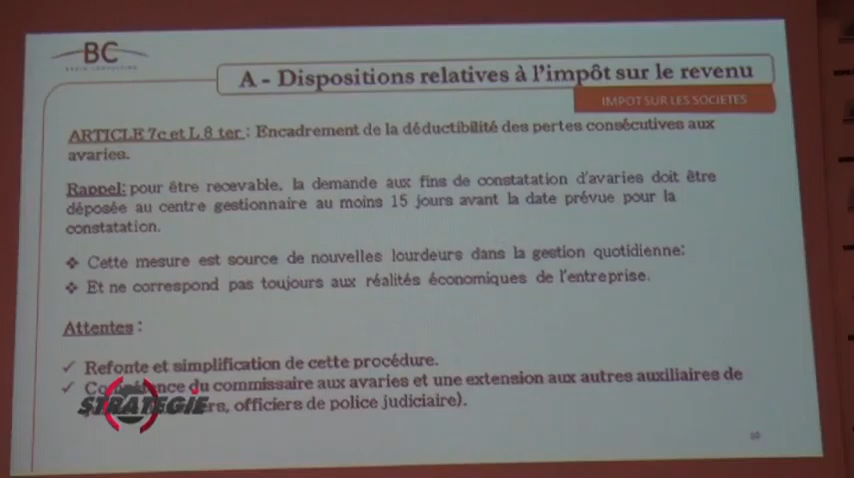 BC
A - Dispositions relatives à l'impôt sur le revenu
IMPOT SUR LES SOCIETES
ARTICLE 7c et L 8 ter : Encadrement de la déductibilité des pertes consécutives aux
avaries.
Rappel: pour être recevable, la demande aux fins de constatation d'avaries doit être
déposée au centre gestionnaire au moins 15 jours avant la date prévue pour la
constatation.
❖ Cette mesure est source de nouvelles lourdeurs dans la gestion quotidienne;
❖ Et ne correspond pas toujours aux réalités économiques de l'entreprise.
Attentes :
✓ Refonte et simplification de cette procédure.
✓ du commissaire aux avaries et une extension aux autres auxiliaires de
officiers de police judiciaire).
STRATEGIE